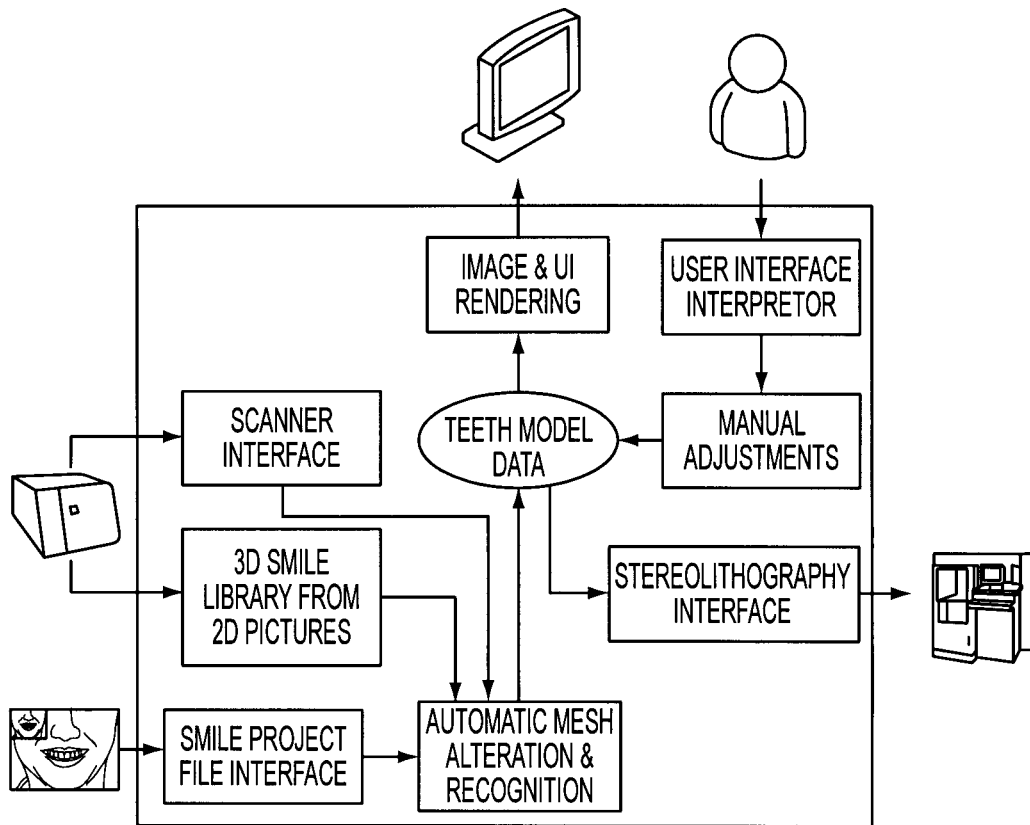 IMAGE & UI
RENDERING
USER INTERFACE
INTERPRETOR
SCANNER
INTERFACE
TEETH MODEL
DATA
MANUAL
ADJUSTMENTS
3D SMILE
LIBRARY FROM
2D PICTURES
STEREOLITHOGRAPHY
INTERFACE
SMILE PROJECT
FILE INTERFACE
AUTOMATIC MESH
ALTERATION &
RECOGNITION